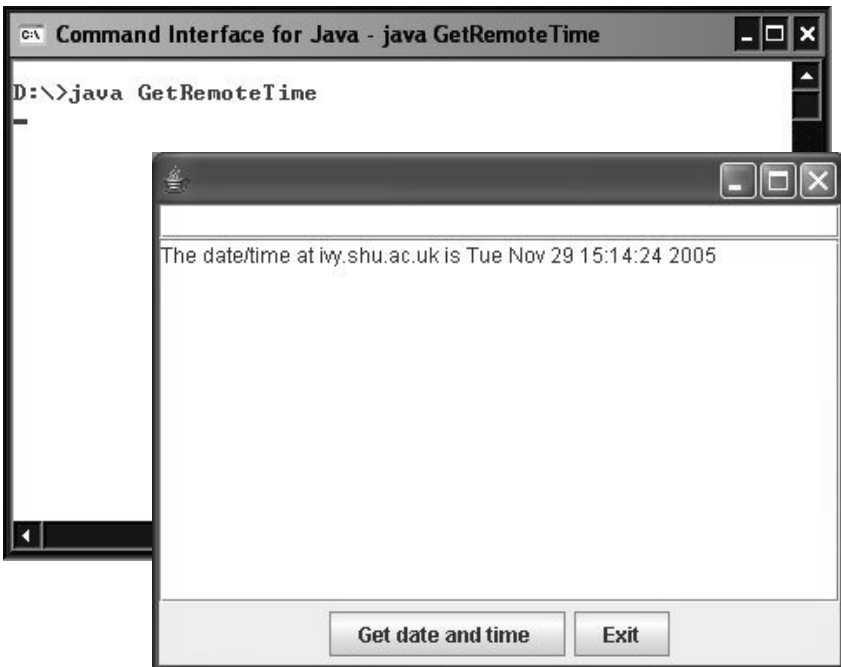 Command Interface for Java - java GetRemoteTime
D:\>java GetRemoteTime
The date/time at ivy.shu.ac.uk is Tue Nov 29 15:14:24 2005
Get date and time
Exit